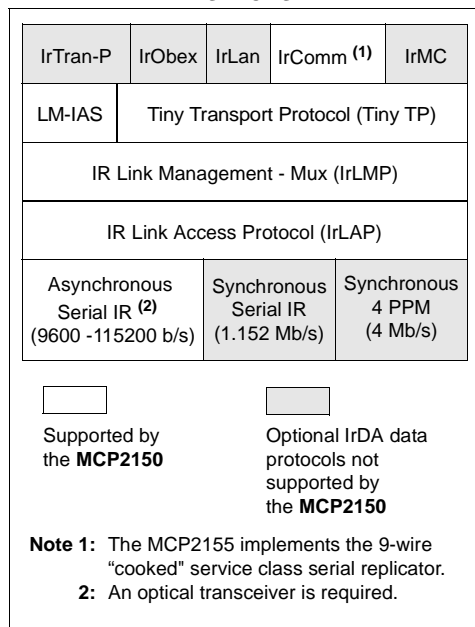 IrTran-P IrObex IrLan IrComm (1) IrMC
LM-IAS Tiny Transport Protocol (Tiny TP)
IR Link Management - Mux (IrLMP)
IR Link Access Protocol (IrLAP)
Asynchronous
Serial IR (2)
(9600 -115200 b/s)
Synchronous
Serial IR
(1.152 Mb/s)
Synchronous
4 PPM
(4 Mb/s)
Supported by
the MCP2150
Optional IrDA data
protocols not
supported by
the MCP2150
Note 1: The MCP2155 implements the 9-wire
“cooked" service class serial replicator.
2: An optical transceiver is required.